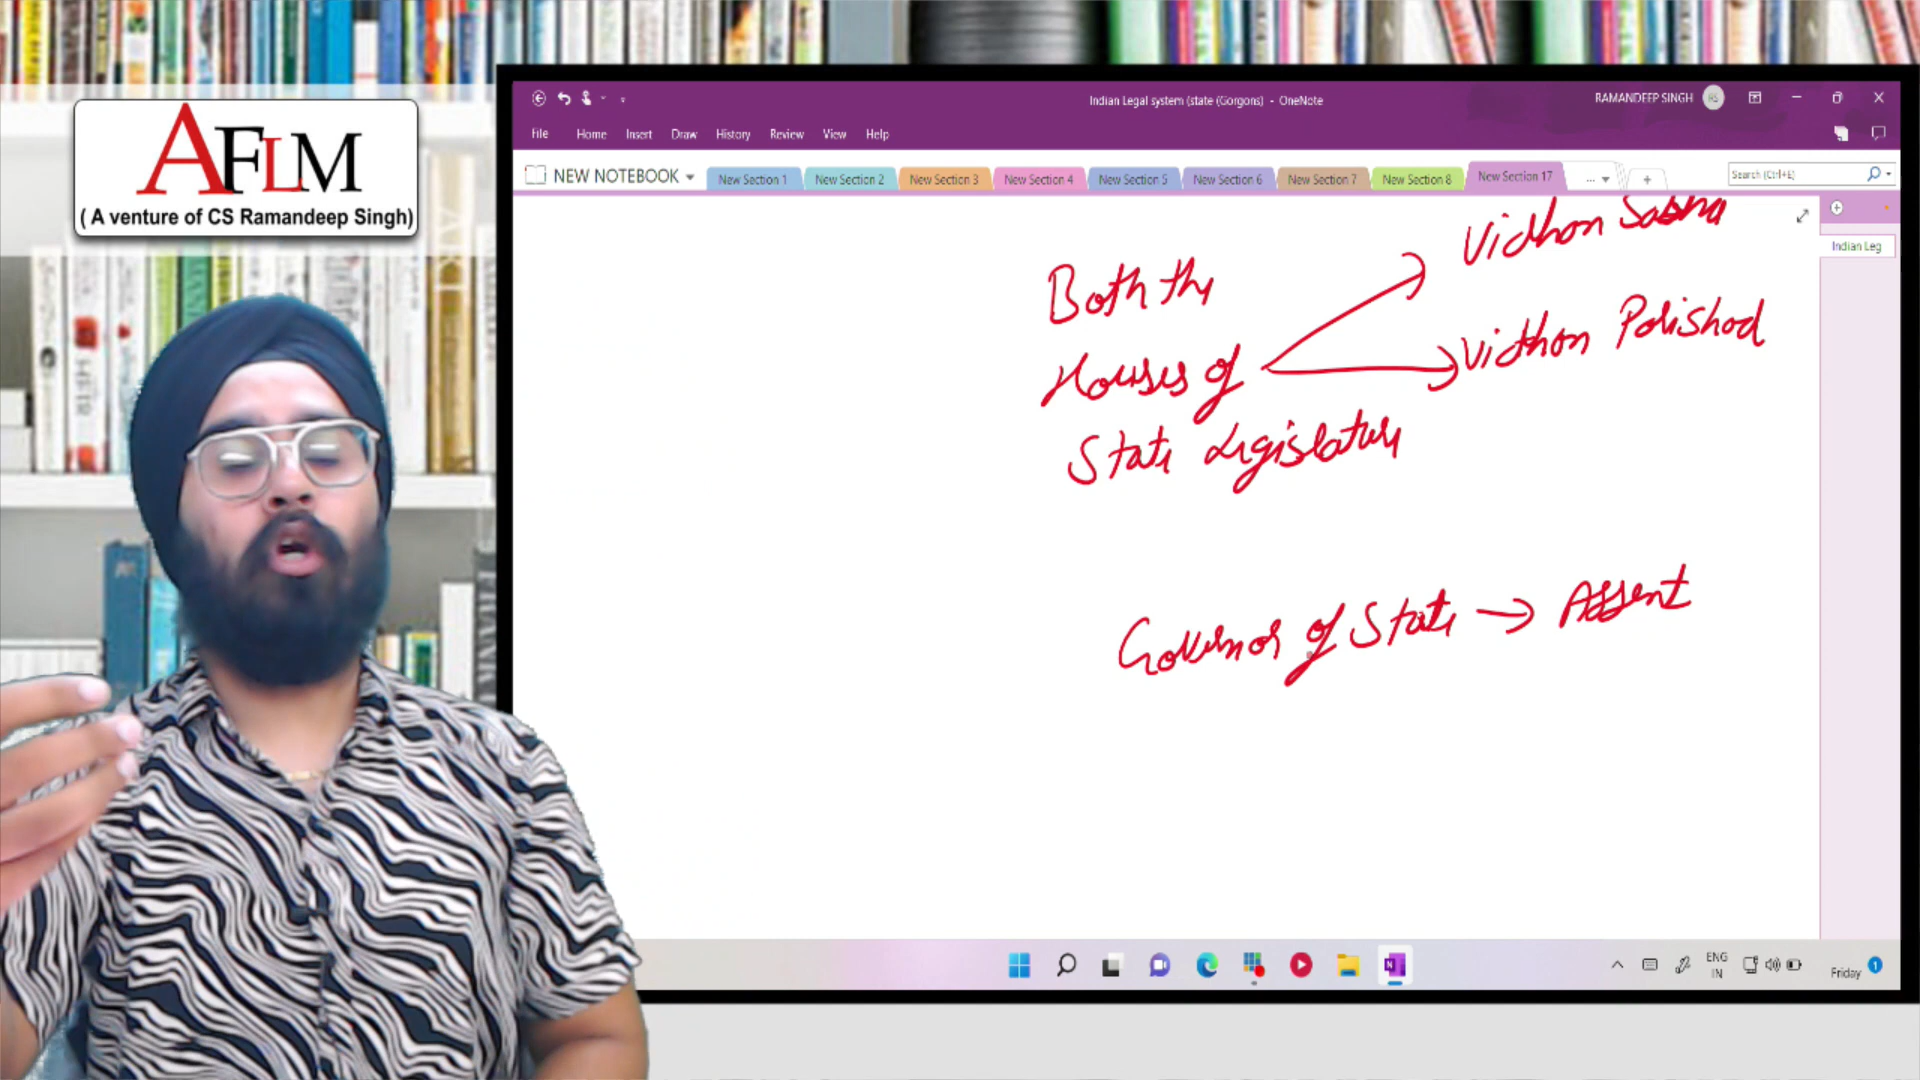 AFLM
( A venture of CS Ramandeep Singh)
Indian Legal system (state (Gorgons) - OneNote
RAMANDEEP SINGH
RS
File Home Insert Draw History Review View Help
NEW NOTEBOOK
New Section 1
New Section 2
New Section 3
New Section 4
New Section 5
New Section 6
New Section 7
New Section 8
New Section 17
...
Search (Ctrl+E)
Indian Leg
Both the
Houses of
State Legislature
Vidhan Sabha
Vidhan Parishad
Governor of State → Assent
ENG
IN
Friday
1